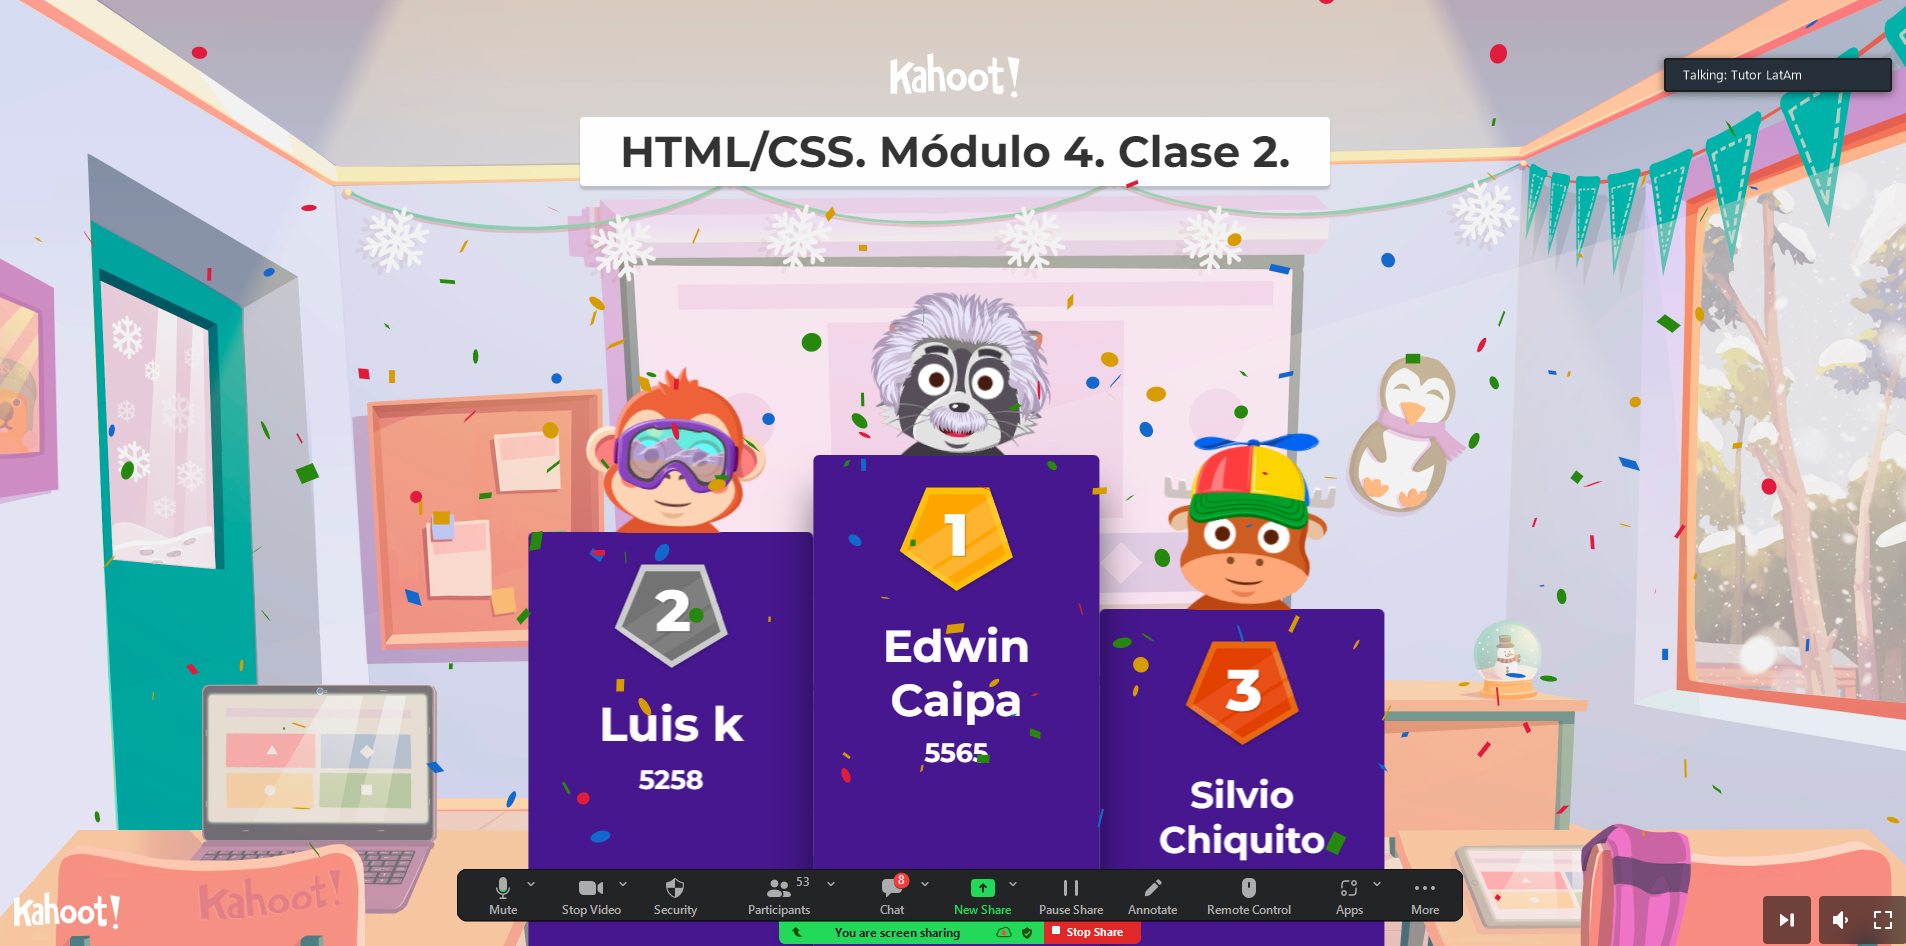 Kahoot!
Talking: Tutor LatAm
HTML/CSS. Módulo 4. Clase 2.
1
Edwin
Caipa
5565
2
Luis k
5258
3
Silvio
Chiquito
Kahoot!
Kahoot!
53
8
Mute
Stop Video
Security
Participants
Chat
New Share
Pause Share
Annotate
Remote Control
Apps
More
You are screen sharing
Stop Share